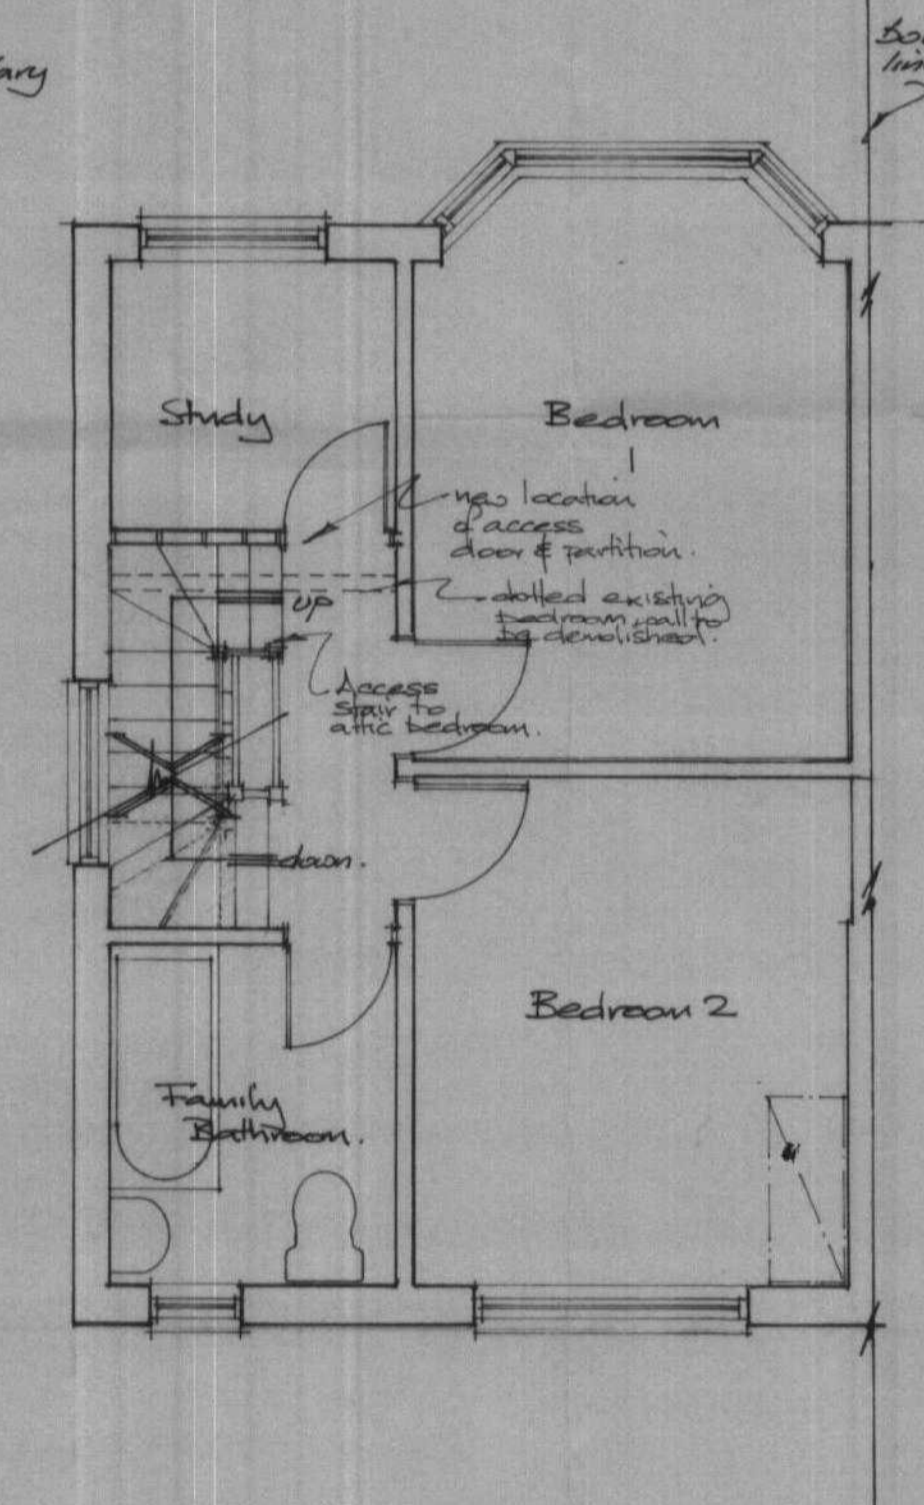 Study
Bedroom
1
new location
of access
door & partition.
dotted existing
bedroom wall to
be demolished.
up
Access
stair to
attic bedroom.
down.
Bedroom 2
Family
Bathroom.